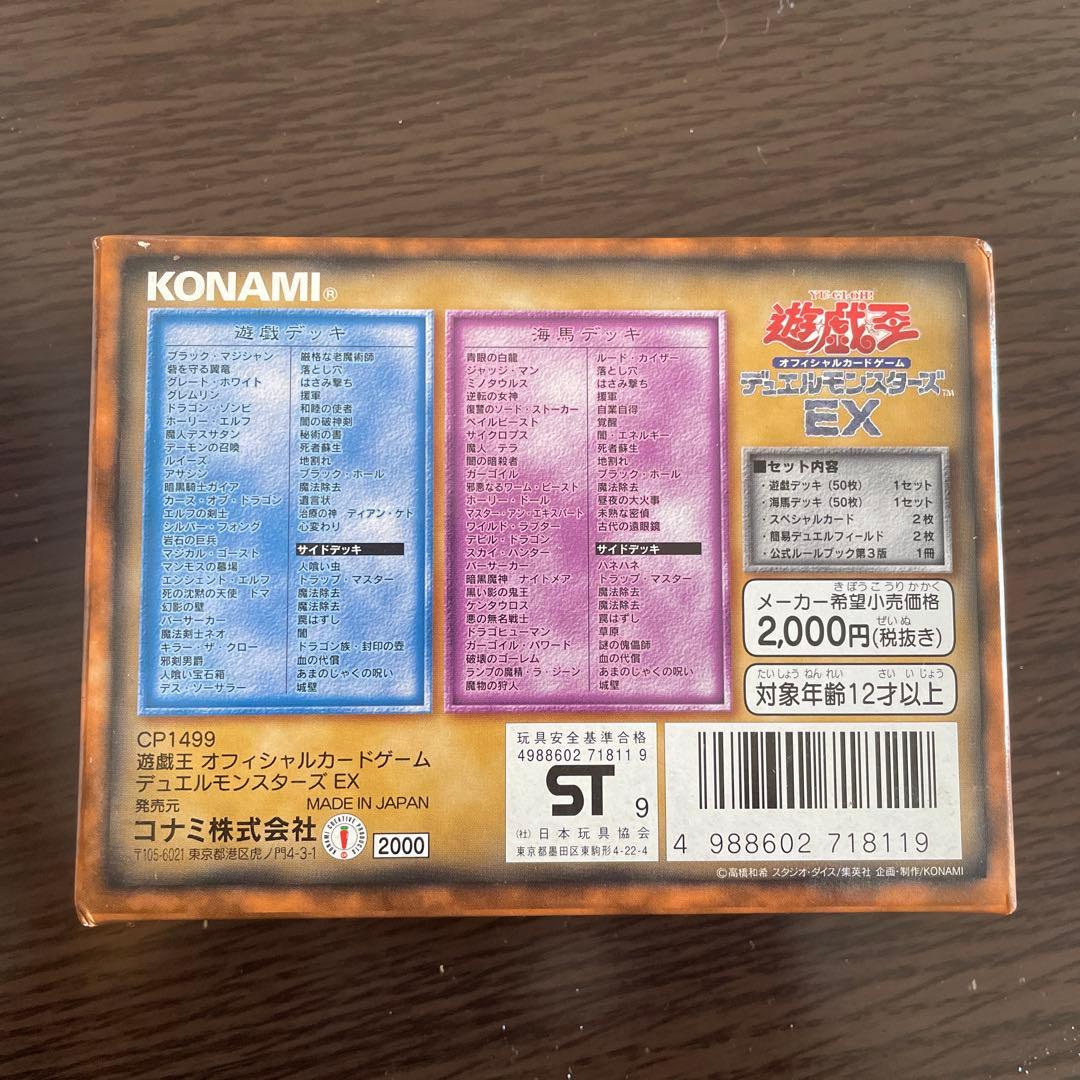 KONAMI®
遊戯デッキ
ブラック・マジシャン
砦を守る翼竜
グレート・ホワイト
グレムリン
ドラゴン・ゾンビ
ホーリー・エルフ
魔人デスサタン
デーモンの召喚
ルイーズ
アサシン
暗黒騎士ガイア
カース・オブ・ドラゴン
エルフの剣士
シルバー・フォング
岩石の巨兵
マジカル・ゴースト
マンモスの墓場
エンシェント・エルフ
死の沈黙の天使 ドマ
幻影の壁
バーサーカー
魔法剣士ネオ
キラー・ザ・クロー
邪剣男爵
人喰い宝石箱
デス・ソーサラー
厳格な老魔術師
落とし穴
はさみ撃ち
援軍
和睦の使者
闇の破神剣
秘術の書
死者蘇生
地割れ
ブラック・ホール
魔法除去
遺言状
治療の神 ディアン・ケト
心変わり
サイドデッキ
人喰い虫
トラップ・マスター
魔法除去
魔法除去
罠はずし
闇
ドラゴン族・封印の壺
血の代償
あまのじゃくの呪い
城壁
海馬デッキ
青眼の白龍
ジャッジ・マン
ミノタウルス
逆転の女神
復讐のソード・ストーカー
ベイルビースト
サイクロプス
魔人 テラ
闇の暗殺者
ガーゴイル
邪悪なるワーム・ビースト
ホーリー・ドール
マスター・アン・エキスパート
ワイルド・ラプター
デビル・ドラゴン
スカイ・ハンター
バーサーカー
暗黒魔神 ナイトメア
黒い影の鬼王
ケンタウロス
悪の無名戦士
ドラゴヒューマン
ガーゴイル・パワード
破壊のゴーレム
ランプの魔精・ラ・ジーン
魔物の狩人
ルード・カイザー
落とし穴
はさみ撃ち
援軍
自業自得
覚醒
闇・エネルギー
死者蘇生
地割れ
ブラック・ホール
魔法除去
昼夜の大火事
未熟な密偵
古代の遠眼鏡
サイドデッキ
ハネハネ
トラップ・マスター
魔法除去
魔法除去
罠はずし
草原
謎の傀儡師
血の代償
あまのじゃくの呪い
城壁
YU-GI-OH!
遊戯王
オフィシャルカードゲーム
デュエルモンスターズ™
EX
■セット内容
・遊戯デッキ（50枚） 1セット
・海馬デッキ（50枚） 1セット
・スペシャルカード 2枚
・簡易デュエルフィールド 2枚
・公式ルールブック第3版 1冊
きぼうこうりかかく
メーカー希望小売価格
ぜいぬ
2,000円(税抜き)
たいしょうねんれい さい いじょう
対象年齢12才以上
CP1499
遊戯王 オフィシャルカードゲーム
デュエルモンスターズ EX
発売元 MADE IN JAPAN
コナミ株式会社
KONAMI CREATIVE PRODUCTS
2000
〒105-6021 東京都港区虎ノ門4-3-1
玩具安全基準合格
4988602 71811 9
ST 9
(社)日本玩具協会
東京都墨田区東駒形4-22-4
4 988602 718119
©高橋和希 スタジオ・ダイス/集英社 企画・制作/KONAMI